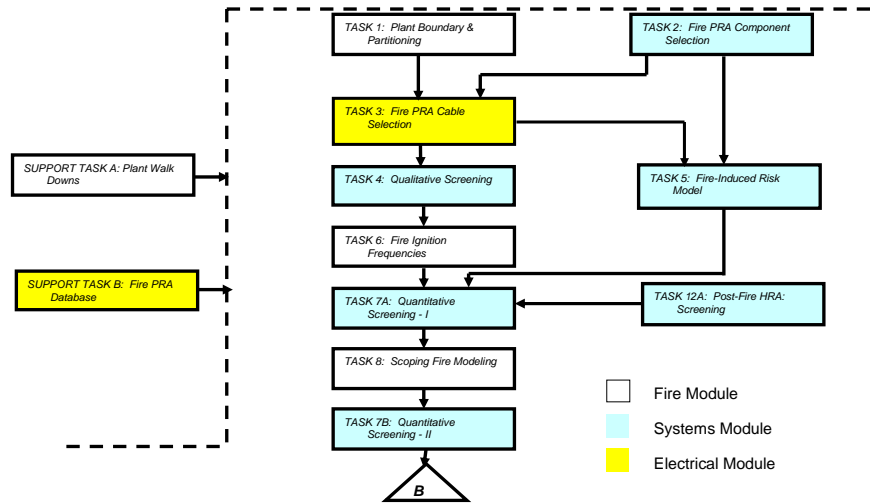 TASK 1: Plant Boundary &
Partitioning
TASK 2: Fire PRA Component
Selection
TASK 3: Fire PRA Cable
Selection
SUPPORT TASK A: Plant Walk
Downs
TASK 4: Qualitative Screening
TASK 5: Fire-Induced Risk
Model
TASK 6: Fire Ignition
Frequencies
SUPPORT TASK B: Fire PRA
Database
TASK 7A: Quantitative
Screening - I
TASK 12A: Post-Fire HRA:
Screening
TASK 8: Scoping Fire Modeling
TASK 7B: Quantitative
Screening - II
B
Fire Module
Systems Module
Electrical Module